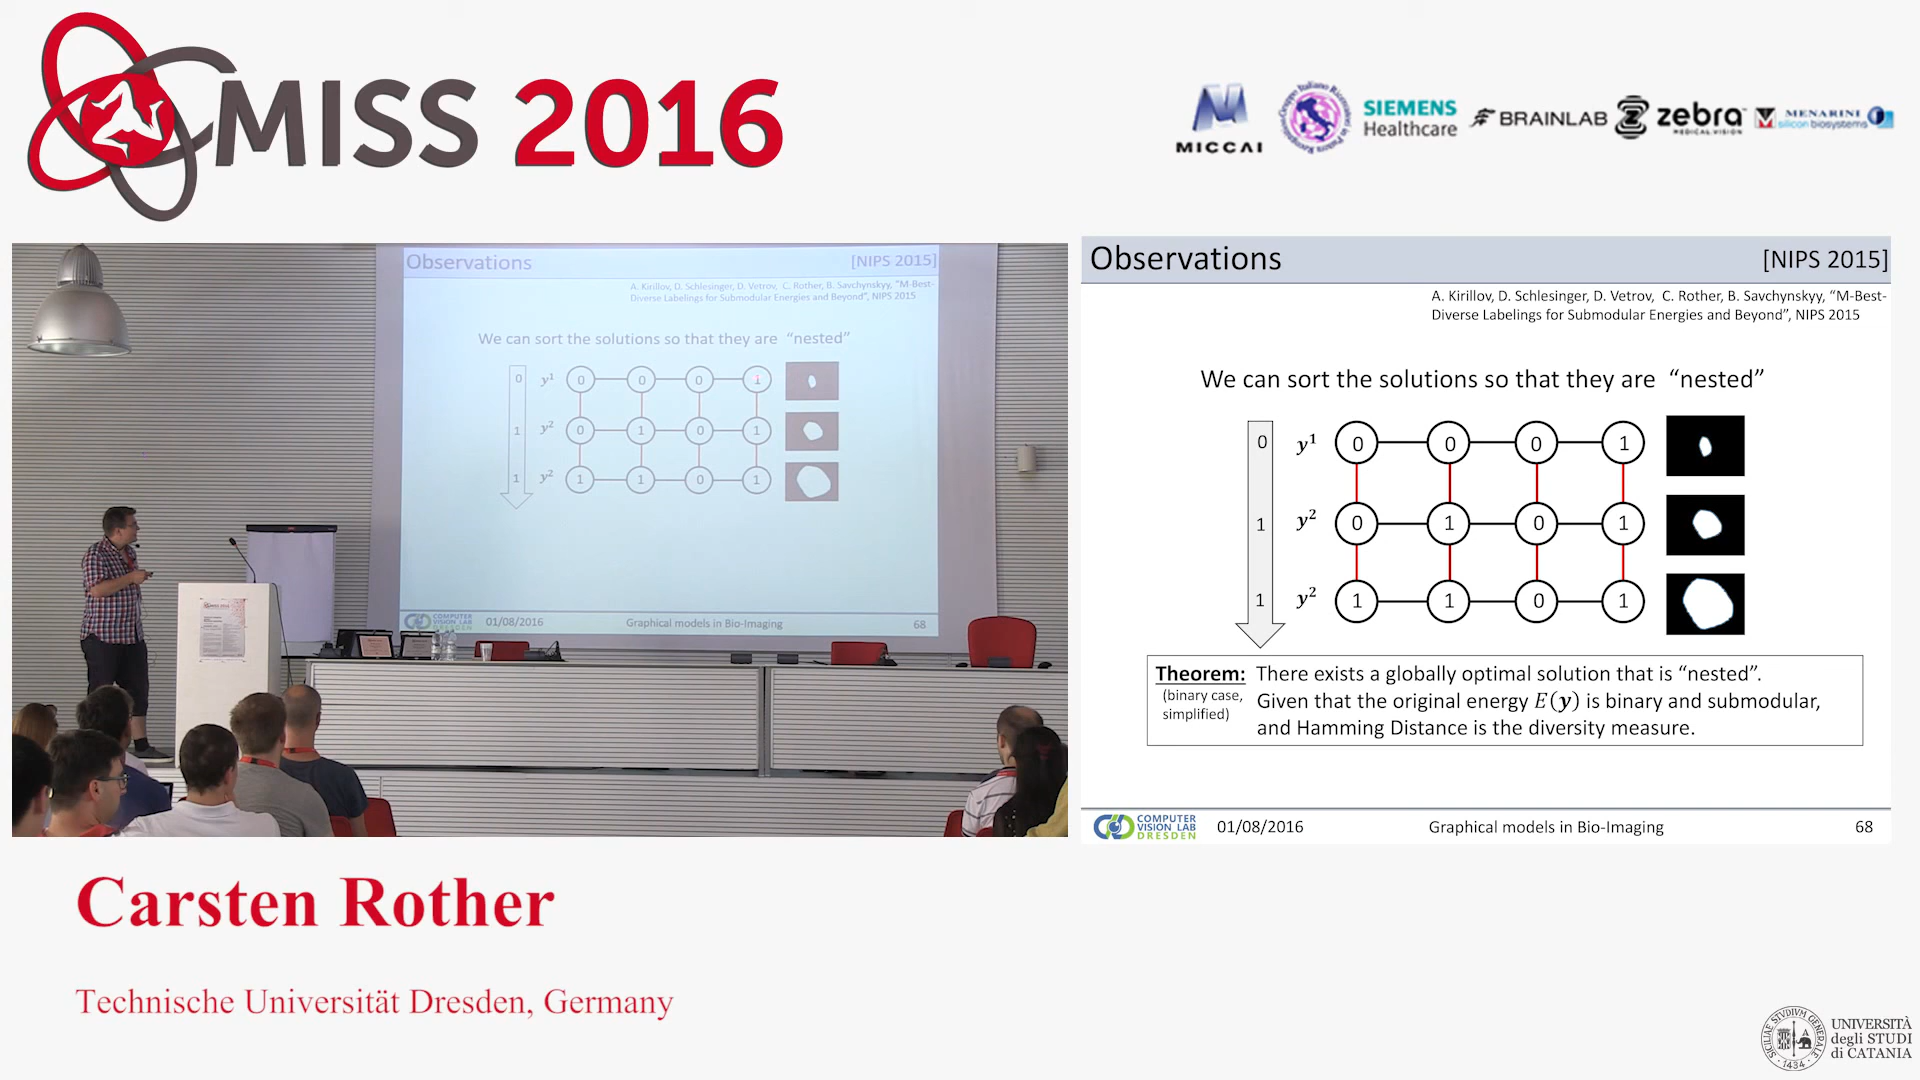 MISS 2016
MICCAI
SIEMENS
Healthcare
BRAINLAB
zebra
MEDICAL VISION
MENARINI
silicon biosystems
Observations
[NIPS 2015]
A. Kirillov, D. Schlesinger, D. Vetrov, C. Rother, B. Savchynskyy, "M-Best-
Diverse Labelings for Submodular Energies and Beyond", NIPS 2015
We can sort the solutions so that they are "nested"
0 y¹ 0 0 0 1
1 y² 0 1 0 1
1 y² 1 1 0 1
COMPUTER
VISION LAB
DRESDEN
01/08/2016
Graphical models in Bio-Imaging
68
Observations
[NIPS 2015]
A. Kirillov, D. Schlesinger, D. Vetrov, C. Rother, B. Savchynskyy, “M-Best-
Diverse Labelings for Submodular Energies and Beyond”, NIPS 2015
We can sort the solutions so that they are “nested”
0 y¹ 0 0 0 1
1 y² 0 1 0 1
1 y² 1 1 0 1
Theorem: There exists a globally optimal solution that is “nested”.
(binary case,
simplified)
Given that the original energy E(y) is binary and submodular,
and Hamming Distance is the diversity measure.
COMPUTER
VISION LAB
DRESDEN
01/08/2016
Graphical models in Bio-Imaging
68
Carsten Rother
Technische Universität Dresden, Germany
UNIVERSITÀ
degli STUDI
di CATANIA
1434